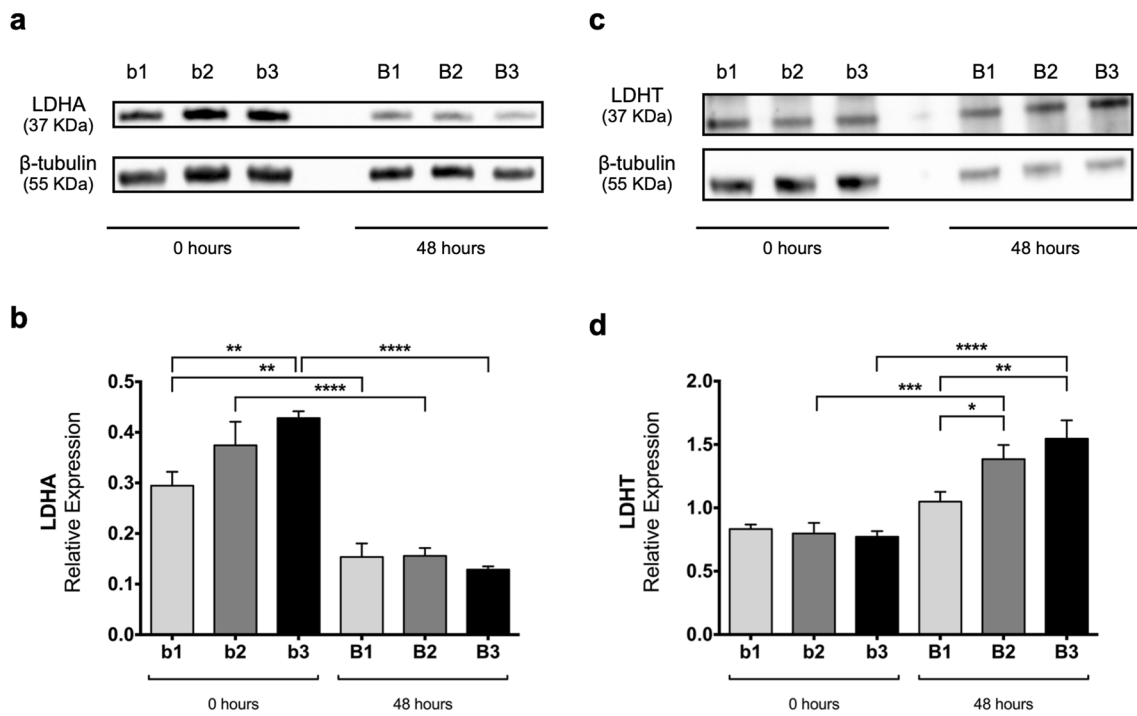 a
b1 b2 b3 B1 B2 B3
LDHA
(37 KDa)
β-tubulin
(55 KDa)
0 hours 48 hours
c
b1 b2 b3 B1 B2 B3
LDHT
(37 KDa)
β-tubulin
(55 KDa)
0 hours 48 hours
b
** ****
**
****
LDHA
Relative Expression
0.5
0.4
0.3
0.2
0.1
0.0
b1 b2 b3 B1 B2 B3
0 hours 48 hours
d
****
**
***
*
LDHT
Relative Expression
2.0
1.5
1.0
0.5
0.0
b1 b2 b3 B1 B2 B3
0 hours 48 hours